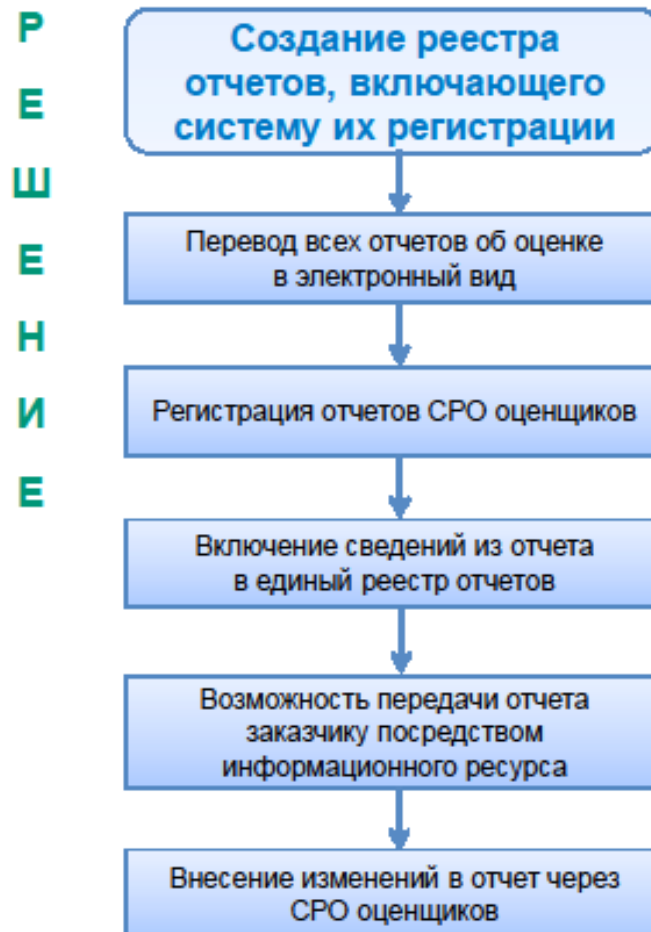 РЕШЕНИЕ
Создание реестра
отчетов, включающего
систему их регистрации
Перевод всех отчетов об оценке
в электронный вид
Регистрация отчетов СРО оценщиков
Включение сведений из отчета
в единый реестр отчетов
Возможность передачи отчета
заказчику посредством
информационного ресурса
Внесение изменений в отчет через
СРО оценщиков